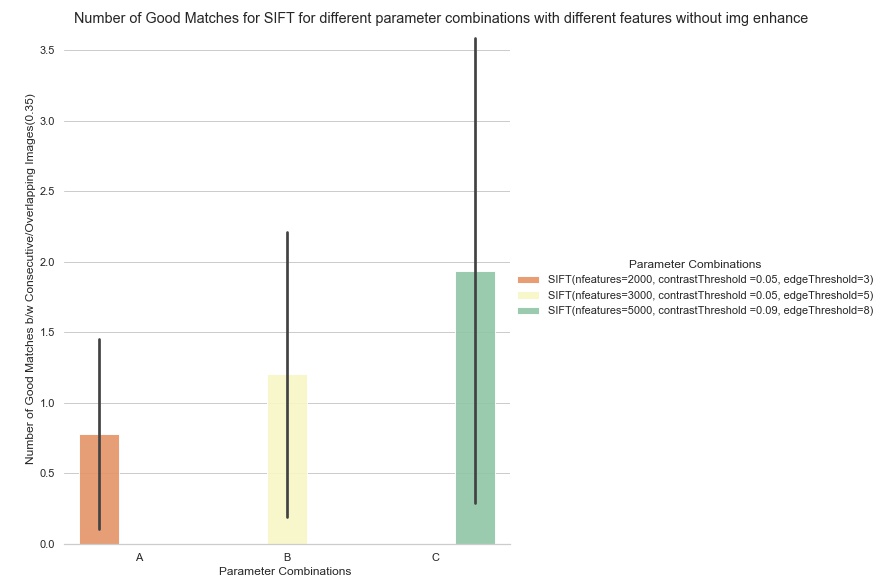 Number of Good Matches for SIFT for different parameter combinations with different features without img enhance
Number of Good Matches b/w Consecutive/Overlapping Images(0.35)
3.5
3.0
2.5
2.0
1.5
1.0
0.5
0.0
A
B
C
Parameter Combinations
Parameter Combinations
SIFT(nfeatures=2000, contrastThreshold =0.05, edgeThreshold=3)
SIFT(nfeatures=3000, contrastThreshold =0.05, edgeThreshold=5)
SIFT(nfeatures=5000, contrastThreshold =0.09, edgeThreshold=8)